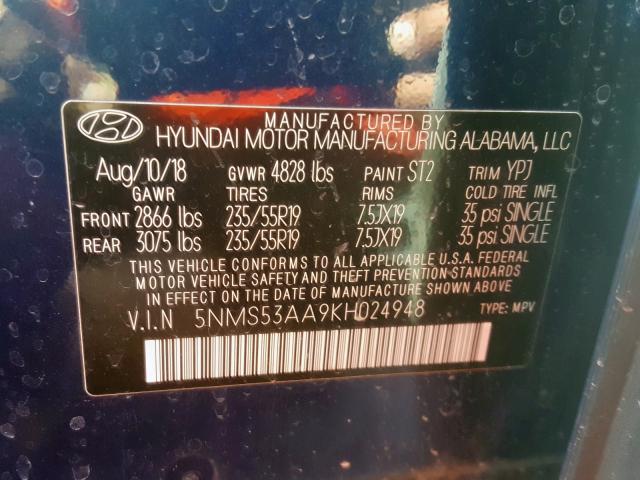 MANUFACTURED BY
HYUNDAI MOTOR MANUFACTURING ALABAMA, LLC
Aug/10/18 GVWR 4828 lbs PAINT ST2 TRIM YPJ
GAWR TIRES RIMS COLD TIRE INFL
FRONT 2866 lbs 235/55R19 7.5JX19 35 psi SINGLE
REAR 3075 lbs 235/55R19 7.5JX19 35 psi SINGLE
THIS VEHICLE CONFORMS TO ALL APPLICABLE U.S.A. FEDERAL
MOTOR VEHICLE SAFETY AND THEFT PREVENTION STANDARDS
IN EFFECT ON THE DATE OF MANUFACTURE SHOWN ABOVE.
V.I.N 5NMS53AA9KH024948 TYPE: MPV